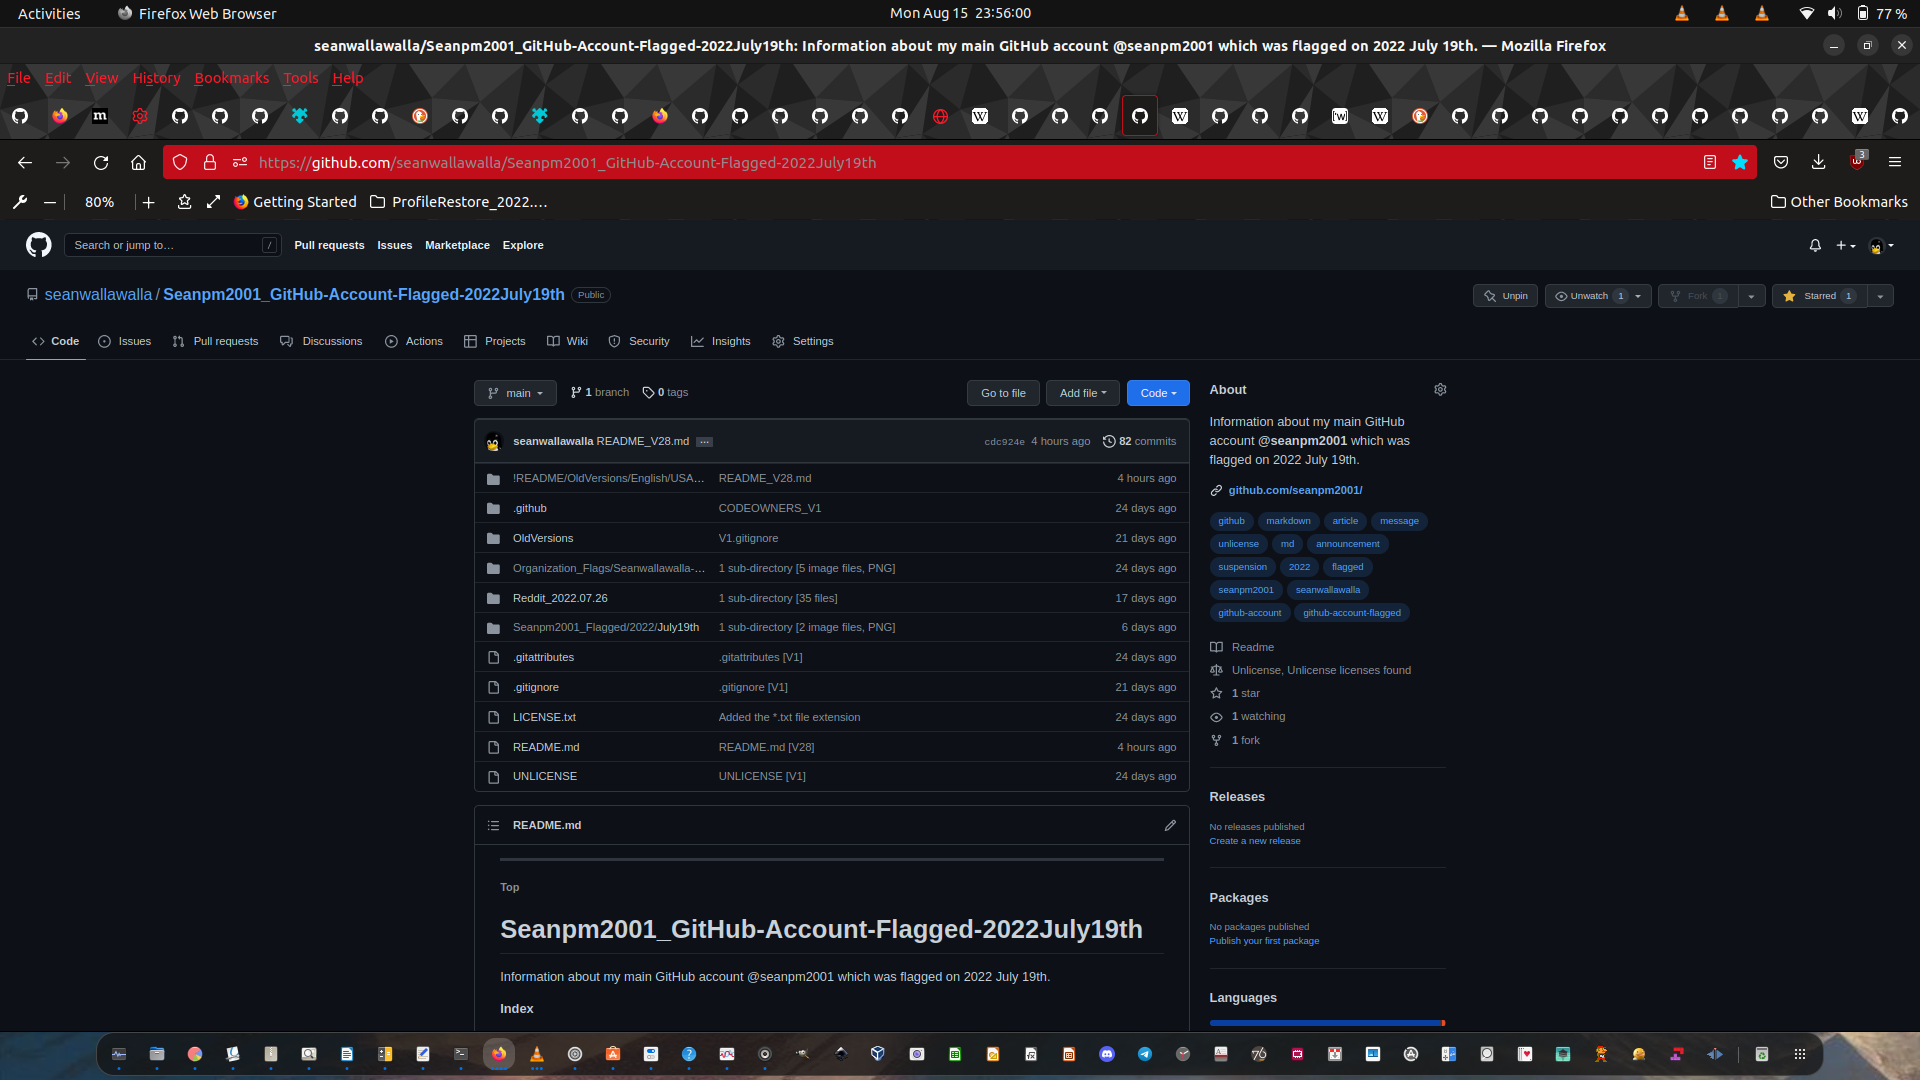 Activities
Firefox Web Browser
Mon Aug 15 23:56:00
77 %
seanwallawalla/Seanpm2001_GitHub-Account-Flagged-2022July19th: Information about my main GitHub account @seanpm2001 which was flagged on 2022 July 19th. — Mozilla Firefox
File Edit View History Bookmarks Tools Help
https://github.com/seanwallawalla/Seanpm2001_GitHub-Account-Flagged-2022July19th
3
80%
Getting Started
ProfileRestore_2022.…
Other Bookmarks
Search or jump to…
/
Pull requests Issues Marketplace Explore
seanwallawalla / Seanpm2001_GitHub-Account-Flagged-2022July19th Public
Unpin
Unwatch 1
Fork 1
Starred 1
Code Issues Pull requests Discussions Actions Projects Wiki Security Insights Settings
main
1 branch
0 tags
Go to file
Add file
Code
seanwallawalla README_V28.md ...
cdc924e 4 hours ago
82 commits
!README/OldVersions/English/USA… README_V28.md 4 hours ago
.github CODEOWNERS_V1 24 days ago
OldVersions V1.gitignore 21 days ago
Organization_Flags/Seanwallawalla-… 1 sub-directory [5 image files, PNG] 24 days ago
Reddit_2022.07.26 1 sub-directory [35 files] 17 days ago
Seanpm2001_Flagged/2022/July19th 1 sub-directory [2 image files, PNG] 6 days ago
.gitattributes .gitattributes [V1] 24 days ago
.gitignore .gitignore [V1] 21 days ago
LICENSE.txt Added the *.txt file extension 24 days ago
README.md README.md [V28] 4 hours ago
UNLICENSE UNLICENSE [V1] 24 days ago
README.md
Top
Seanpm2001_GitHub-Account-Flagged-2022July19th
Information about my main GitHub account @seanpm2001 which was flagged on 2022 July 19th.
Index
About
Information about my main GitHub
account @seanpm2001 which was
flagged on 2022 July 19th.
github.com/seanpm2001/
github markdown article message
unlicense md announcement
suspension 2022 flagged
seanpm2001 seanwallawalla
github-account github-account-flagged
Readme
Unlicense, Unlicense licenses found
1 star
1 watching
1 fork
Releases
No releases published
Create a new release
Packages
No packages published
Publish your first package
Languages